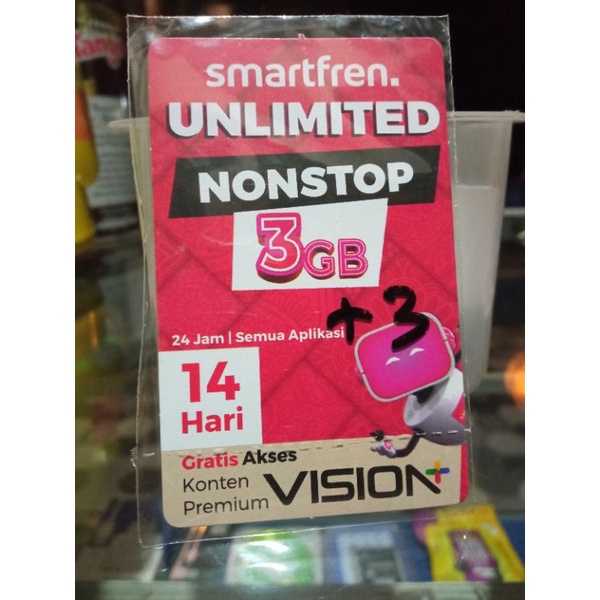 smartfren.
UNLIMITED
NONSTOP
3GB
+3
24 Jam | Semua Aplikasi
14
Hari
Gratis Akses
Konten
Premium
VISION+